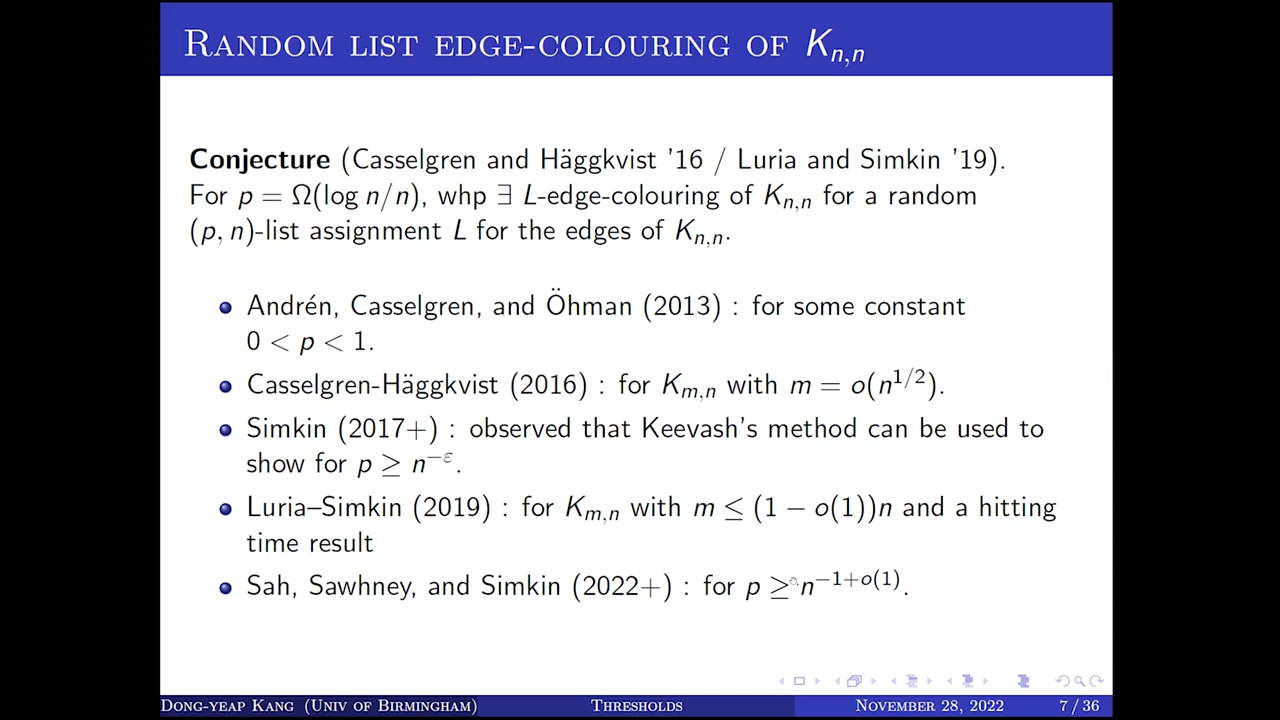 RANDOM LIST EDGE-COLOURING OF K_{n,n}
Conjecture (Casselgren and Häggkvist '16 / Luria and Simkin '19).
For p = Ω(log n/n), whp ∃ L-edge-colouring of K_{n,n} for a random
(p, n)-list assignment L for the edges of K_{n,n}.
Andrén, Casselgren, and Öhman (2013) : for some constant
0 < p < 1.
Casselgren-Häggkvist (2016) : for K_{m,n} with m = o(n^{1/2}).
Simkin (2017+) : observed that Keevash's method can be used to
show for p ≥ n^{−ε}.
Luria–Simkin (2019) : for K_{m,n} with m ≤ (1 − o(1))n and a hitting
time result
Sah, Sawhney, and Simkin (2022+) : for p ≥ n^{−1+o(1)}.
DONG-YEAP KANG (UNIV OF BIRMINGHAM) THRESHOLDS NOVEMBER 28, 2022 7 / 36